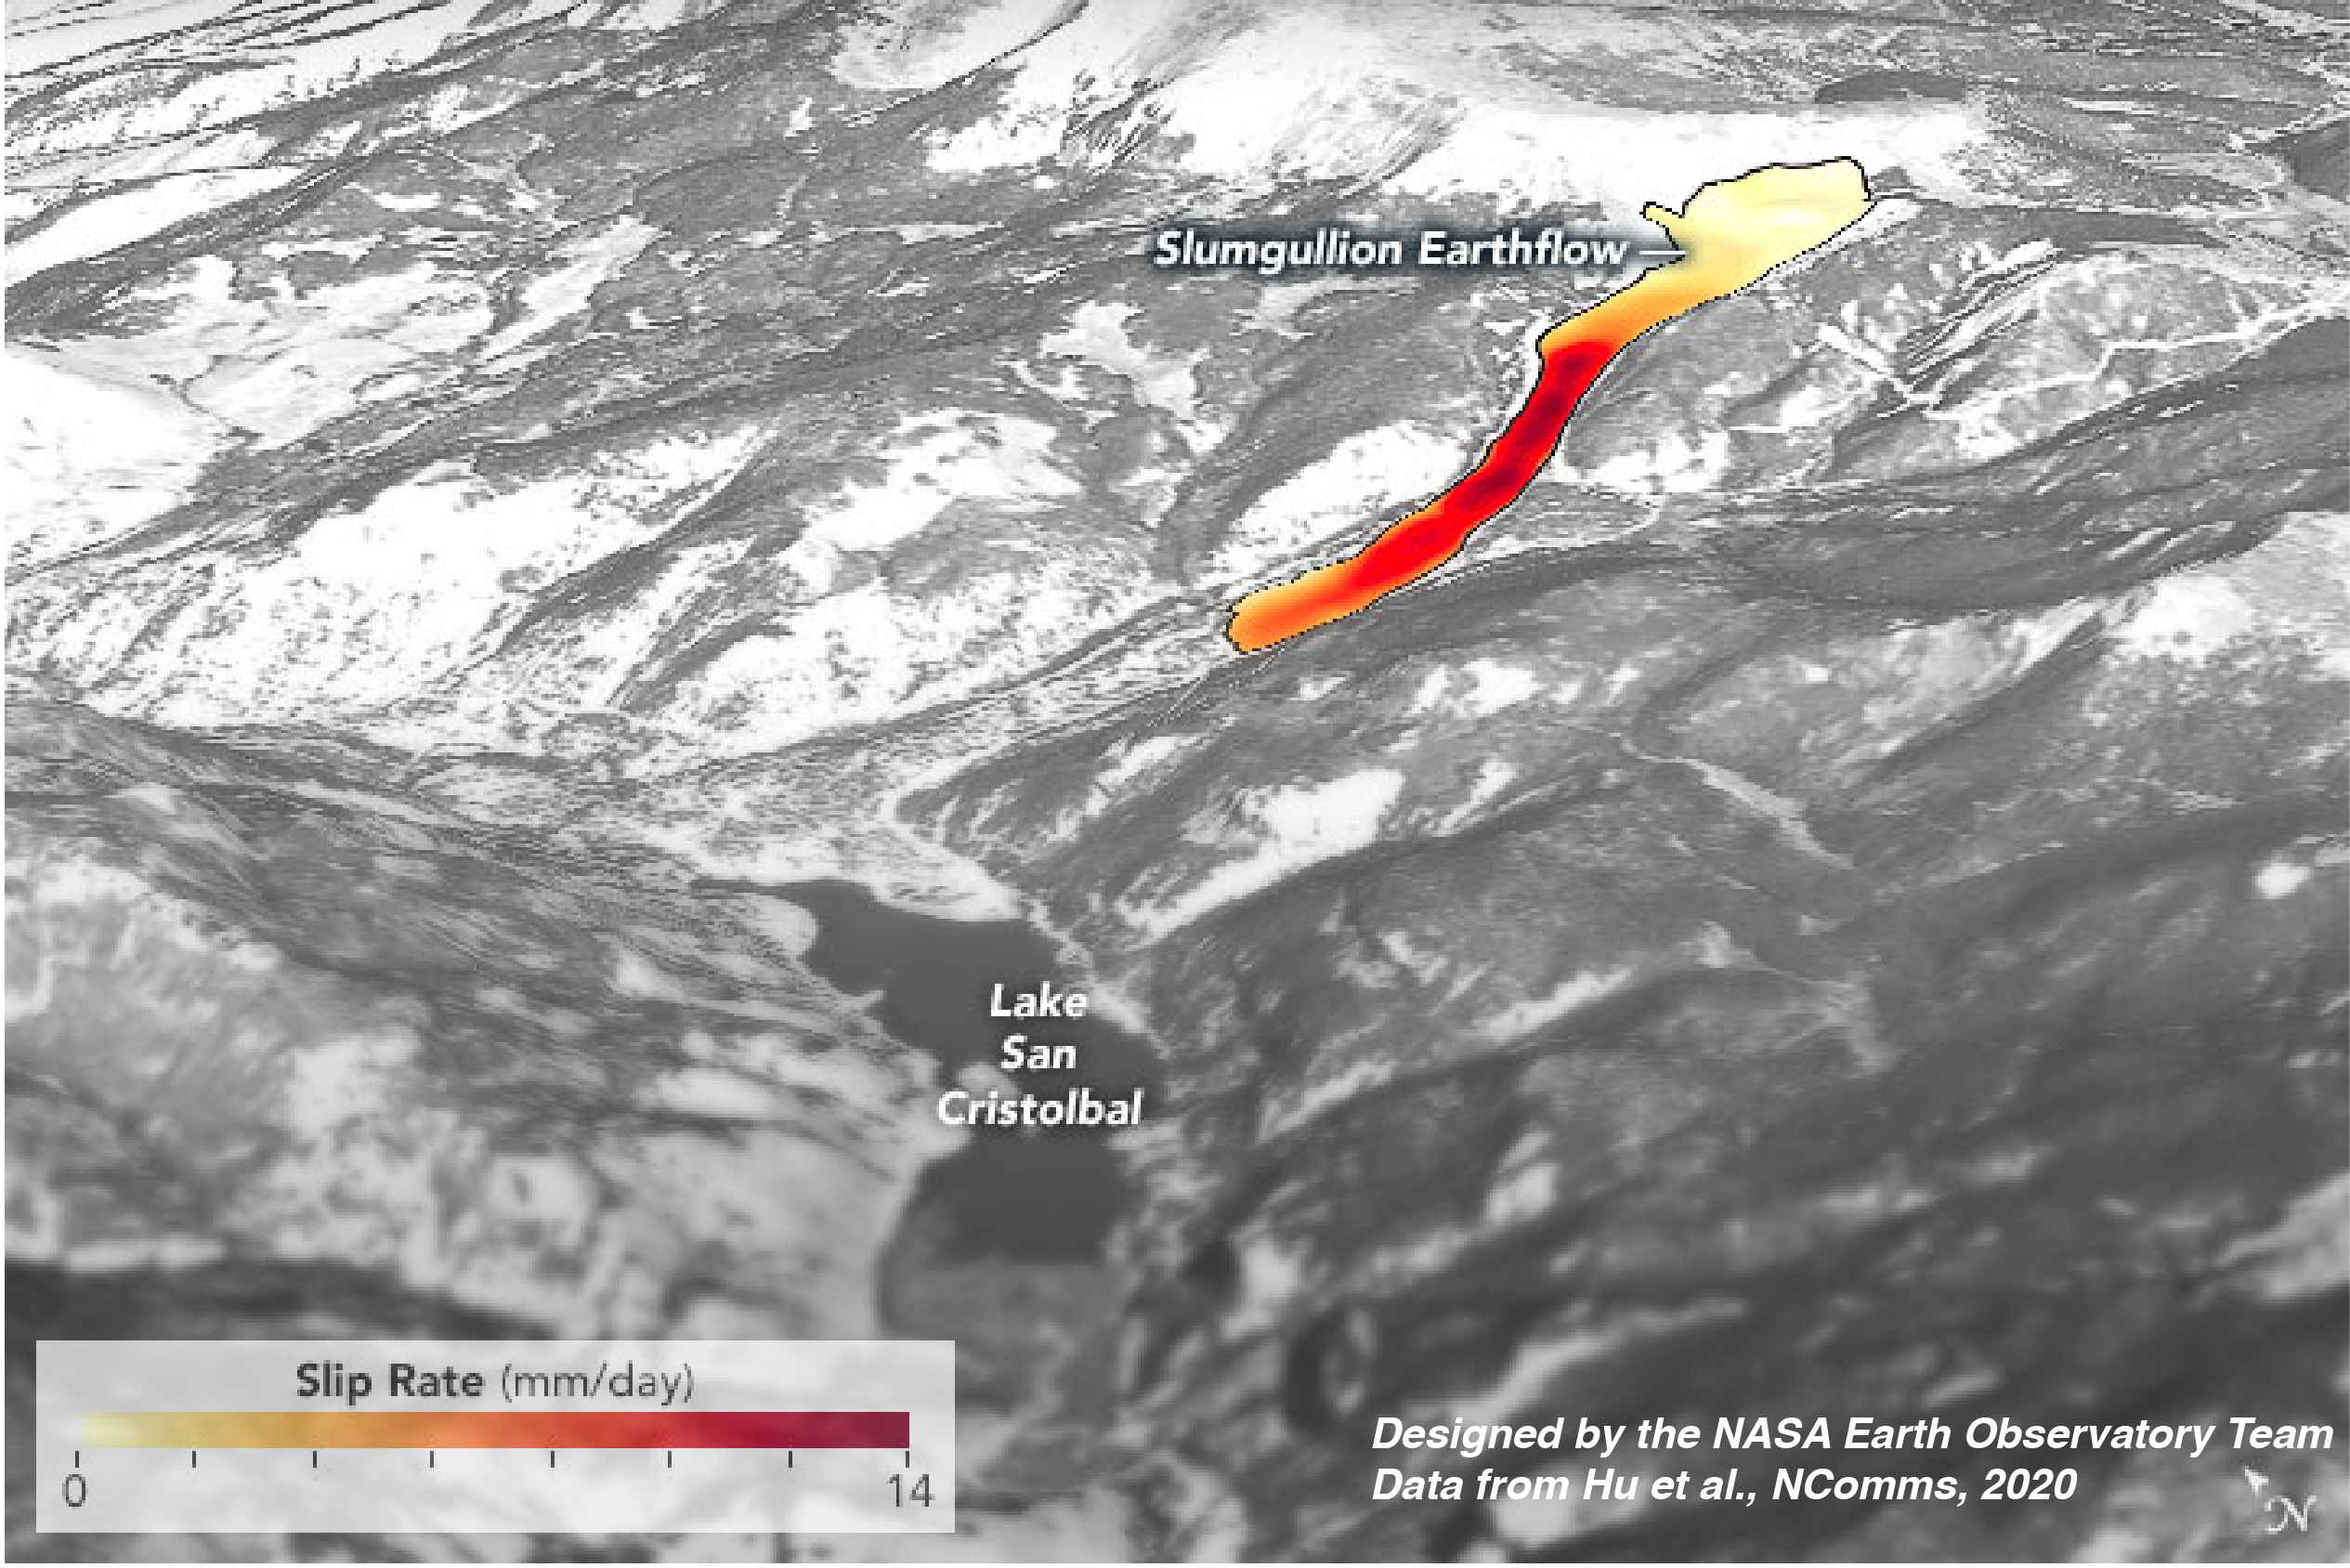 Slumgullion Earthflow
Lake
San
Cristolbal
Slip Rate (mm/day)
0 14
Designed by the NASA Earth Observatory Team
Data from Hu et al., NComms, 2020
N